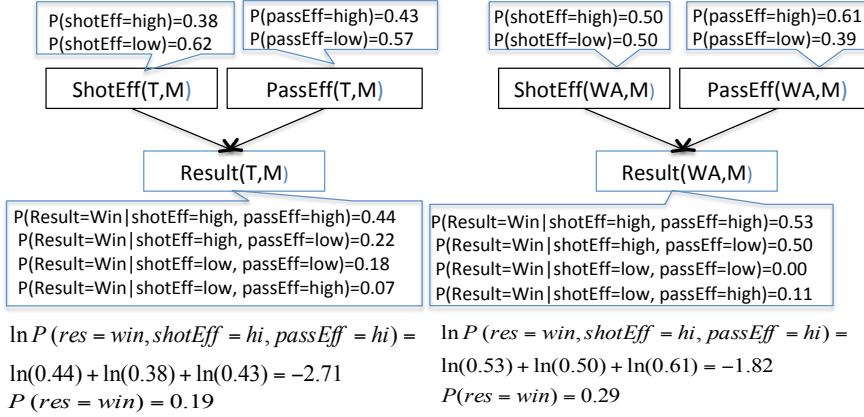 P(shotEff=high)=0.38
P(shotEff=low)=0.62
P(passEff=high)=0.43
P(passEff=low)=0.57
ShotEff(T,M)
PassEff(T,M)
Result(T,M)
P(Result=Win|shotEff=high, passEff=high)=0.44
P(Result=Win|shotEff=high, passEff=low)=0.22
P(Result=Win|shotEff=low, passEff=low)=0.18
P(Result=Win|shotEff=low, passEff=high)=0.07
ln P (res = win, shotEff = hi, passEff = hi) =
ln(0.44) + ln(0.38) + ln(0.43) = −2.71
P (res = win) = 0.19
P(shotEff=high)=0.50
P(shotEff=low)=0.50
P(passEff=high)=0.61
P(passEff=low)=0.39
ShotEff(WA,M)
PassEff(WA,M)
Result(WA,M)
P(Result=Win|shotEff=high, passEff=high)=0.53
P(Result=Win|shotEff=high, passEff=low)=0.50
P(Result=Win|shotEff=low, passEff=low)=0.00
P(Result=Win|shotEff=low, passEff=high)=0.11
ln P (res = win, shotEff = hi, passEff = hi) =
ln(0.53) + ln(0.50) + ln(0.61) = −1.82
P(res = win) = 0.29